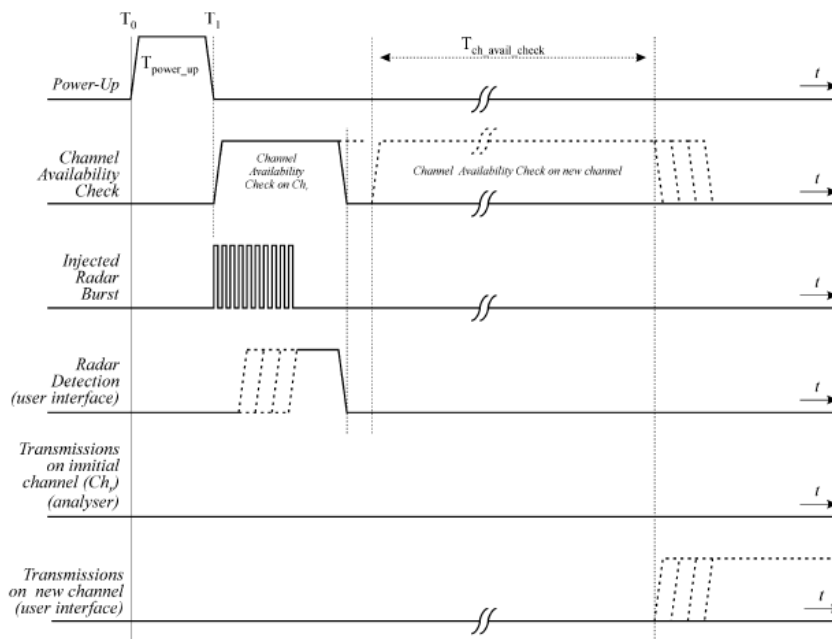 T0 T1
Tch_avail_check
Tpower_up
Power-Up
t
Channel
Availability
Check
Channel
Availability
Check on Chr
Channel Availability Check on new channel
t
Injected
Radar
Burst
t
Radar
Detection
(user interface)
t
Transmissions
on innitial
channel (Chr)
(analyser)
t
Transmissions
on new channel
(user interface)
t